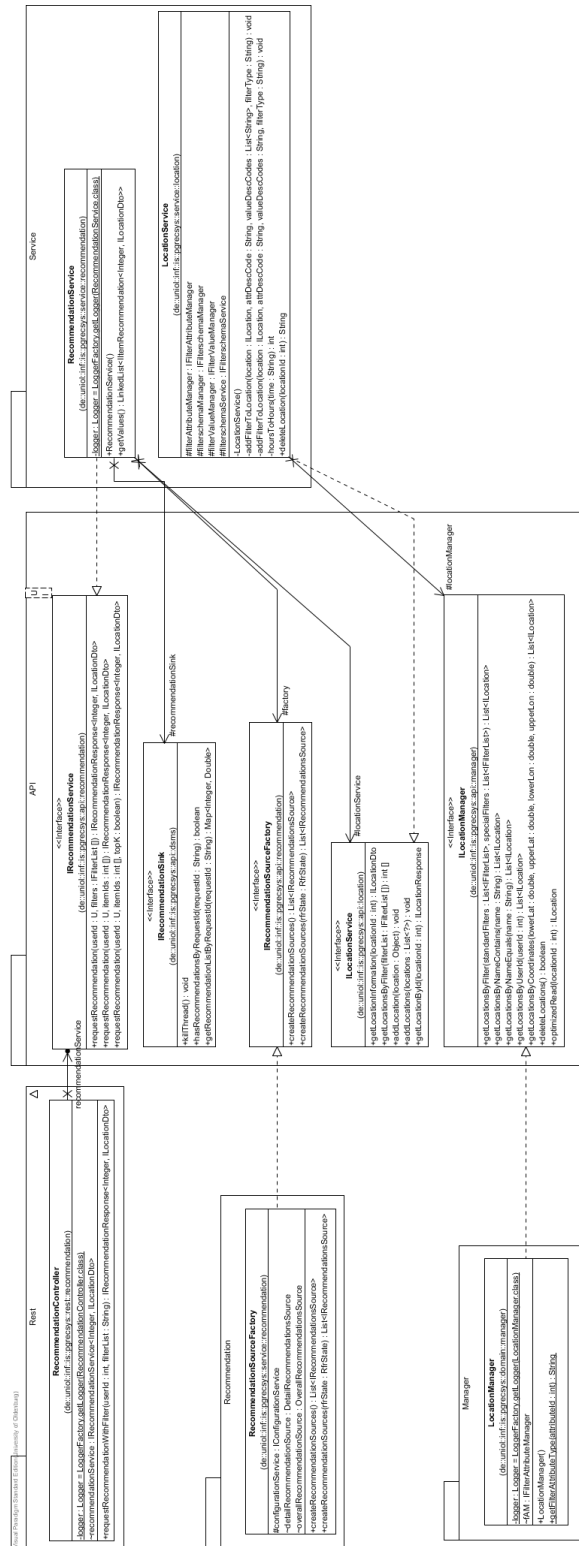 Visual Paradigm Standard Edition(University of Oldenburg)
Rest
RecommendationController
(de::uniol::inf::is::pgrecsys::rest::recommendation)
-logger : Logger = LoggerFactory.getLogger(RecommendationController.class)
~recommendationService : IRecommendationService<Integer, ILocationDto>
+requestRecommendationWithFilter(userId : int, filterList : String) : IRecommendationResponse<Integer, ILocationDto>
recommendationService
Recommendation
RecommendationSourceFactory
(de::uniol::inf::is::pgrecsys::service::recommendation)
#configurationService : IConfigurationService
~detailRecommendationSource : DetailRecommendationsSource
~overallRecommendationSource : OverallRecommendationSource
+createRecommendationSources() : List<IRecommendationsSource>
+createRecommendationSources(rfrState : RfrState) : List<IRecommendationsSource>
Manager
LocationManager
(de::uniol::inf::is::pgrecsys::domain::manager)
-logger : Logger = LoggerFactory.getLogger(LocationManager.class)
~fAM : IFilterAttributeManager
+LocationManager()
+getFilterAttributeType(attributeId : int) : String
API
U
<<Interface>>
IRecommendationService
(de::uniol::inf::is::pgrecsys::api::recommendation)
+requestRecommendation(userId : U, filters : IFilterList []) : IRecommendationResponse<Integer, ILocationDto>
+requestRecommendation(userId : U, itemIds : int []) : IRecommendationResponse<Integer, ILocationDto>
+requestRecommendation(userId : U, itemIds : int [], topK : boolean) : IRecommendationResponse<Integer, ILocationDto>
#recommendationSink
<<Interface>>
IRecommendationSink
(de::uniol::inf::is::pgrecsys::api::dsms)
+killThread() : void
+hasRecommendationsByRequestId(requestId : String) : boolean
+getRecommendationListByRequestId(requestId : String) : Map<Integer, Double>
#factory
<<Interface>>
IRecommendationSourceFactory
(de::uniol::inf::is::pgrecsys::api::recommendation)
+createRecommendationSources() : List<IRecommendationsSource>
+createRecommendationSources(rfrState : RfrState) : List<IRecommendationsSource>
#locationService
<<Interface>>
ILocationService
(de::uniol::inf::is::pgrecsys::api::location)
+getLocationInformation(locationId : int) : ILocationDto
+getLocationsByFilter(filterList : IFilterList []) : int []
+addLocation(location : Object) : void
+addLocations(locations : List<?>) : void
+getLocationById(locationId : int) : ILocationResponse
#locationManager
<<Interface>>
ILocationManager
(de::uniol::inf::is::pgrecsys::api::manager)
+getLocationsByFilter(standardFilters : List<IFilterList>, specialFilters : List<IFilterList>) : List<ILocation>
+getLocationsByNameContains(name : String) : List<ILocation>
+getLocationsByNameEquals(name : String) : List<ILocation>
+getLocationsByUserId(userId : int) : List<ILocation>
+getLocationsByCoordinates(lowerLat : double, upperLat : double, lowerLon : double, upperLon : double) : List<ILocation>
+deleteLocations() : boolean
+optimizedRead(locationId : int) : ILocation
Service
RecommendationService
(de::uniol::inf::is::pgrecsys::service::recommendation)
-logger : Logger = LoggerFactory.getLogger(RecommendationService.class)
+RecommendationService()
+getValues() : LinkedList<IItemRecommendation<Integer, ILocationDto>>
LocationService
(de::uniol::inf::is::pgrecsys::service::location)
#filterAttributeManager : IFilterAttributeManager
#filterschemaManager : IFilterschemaManager
#filterValueManager : IFilterValueManager
#filterschemaService : IFilterschemaService
-LocationService()
-addFilterToLocation(location : ILocation, attrDescCode : String, valueDescCodes : List<String>, filterType : String) : void
-addFilterToLocation(location : ILocation, attrDescCode : String, valueDescCodes : String, filterType : String) : void
-hoursToHours(time : String) : int
+deleteLocation(locationId : int) : String